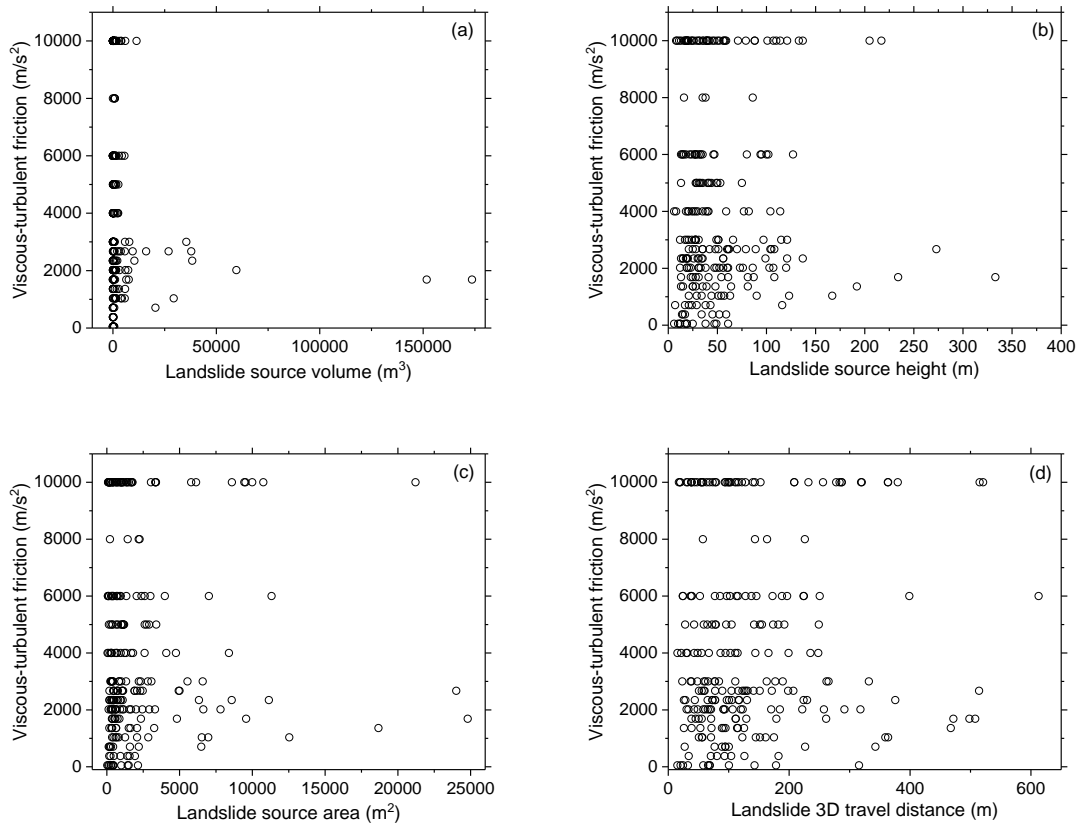 (a)
Viscous-turbulent friction (m/s²)
10000
8000
6000
4000
2000
0
0 50000 100000 150000
Landslide source volume (m³)
(b)
Viscous-turbulent friction (m/s²)
10000
8000
6000
4000
2000
0
0 50 100 150 200 250 300 350 400
Landslide source height (m)
(c)
Viscous-turbulent friction (m/s²)
10000
8000
6000
4000
2000
0
0 5000 10000 15000 20000 25000
Landslide source area (m²)
(d)
Viscous-turbulent friction (m/s²)
10000
8000
6000
4000
2000
0
0 200 400 600
Landslide 3D travel distance (m)